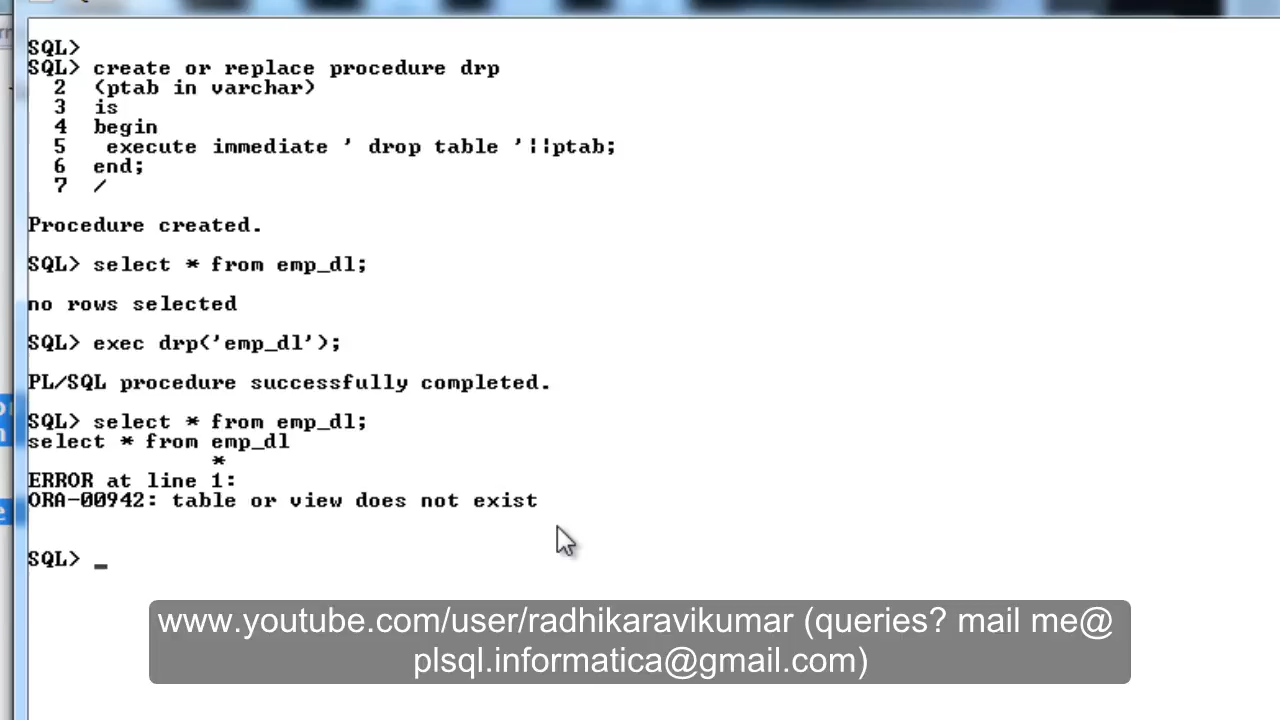 SQL>
SQL> create or replace procedure drp
2 (ptab in varchar)
3 is
4 begin
5 execute immediate ' drop table '||ptab;
6 end;
7 /
Procedure created.
SQL> select * from emp_dl;
no rows selected
SQL> exec drp('emp_dl');
PL/SQL procedure successfully completed.
SQL> select * from emp_dl;
select * from emp_dl
*
ERROR at line 1:
ORA-00942: table or view does not exist
SQL> _
www.youtube.com/user/radhikaravikumar (queries? mail me@
plsql.informatica@gmail.com)